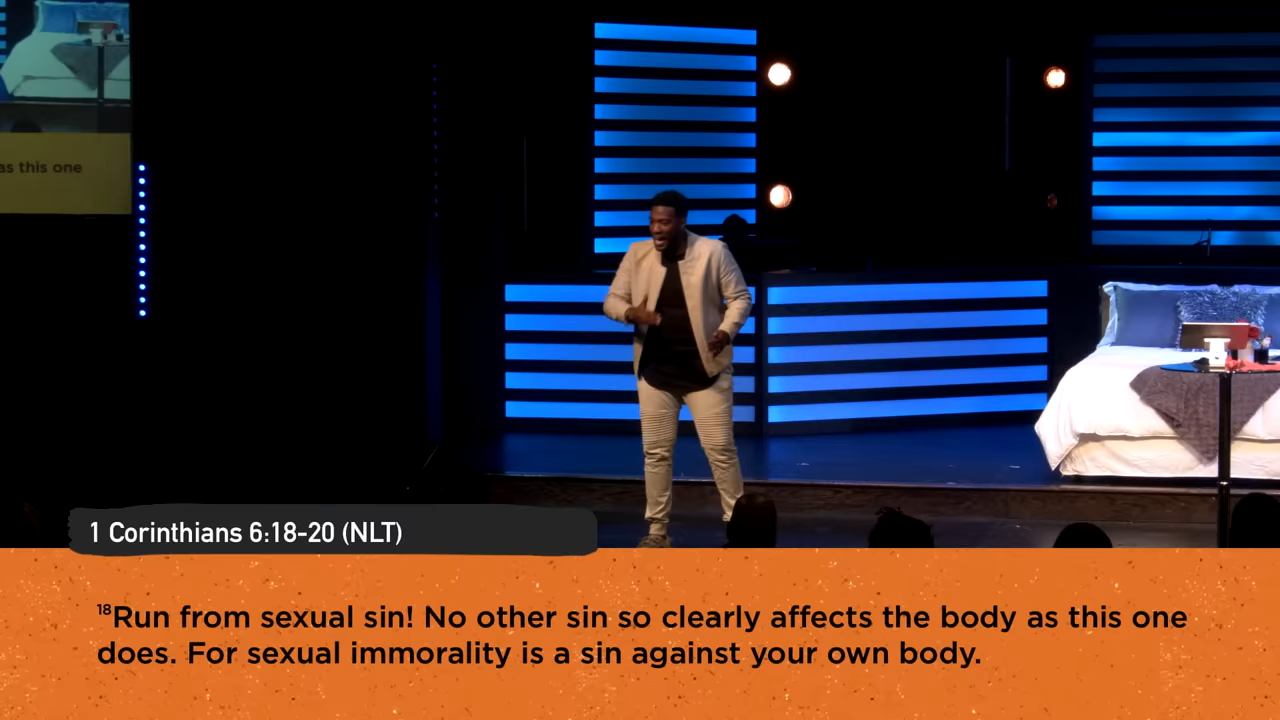 as this one
1 Corinthians 6:18-20 (NLT)
18Run from sexual sin! No other sin so clearly affects the body as this one
does. For sexual immorality is a sin against your own body.